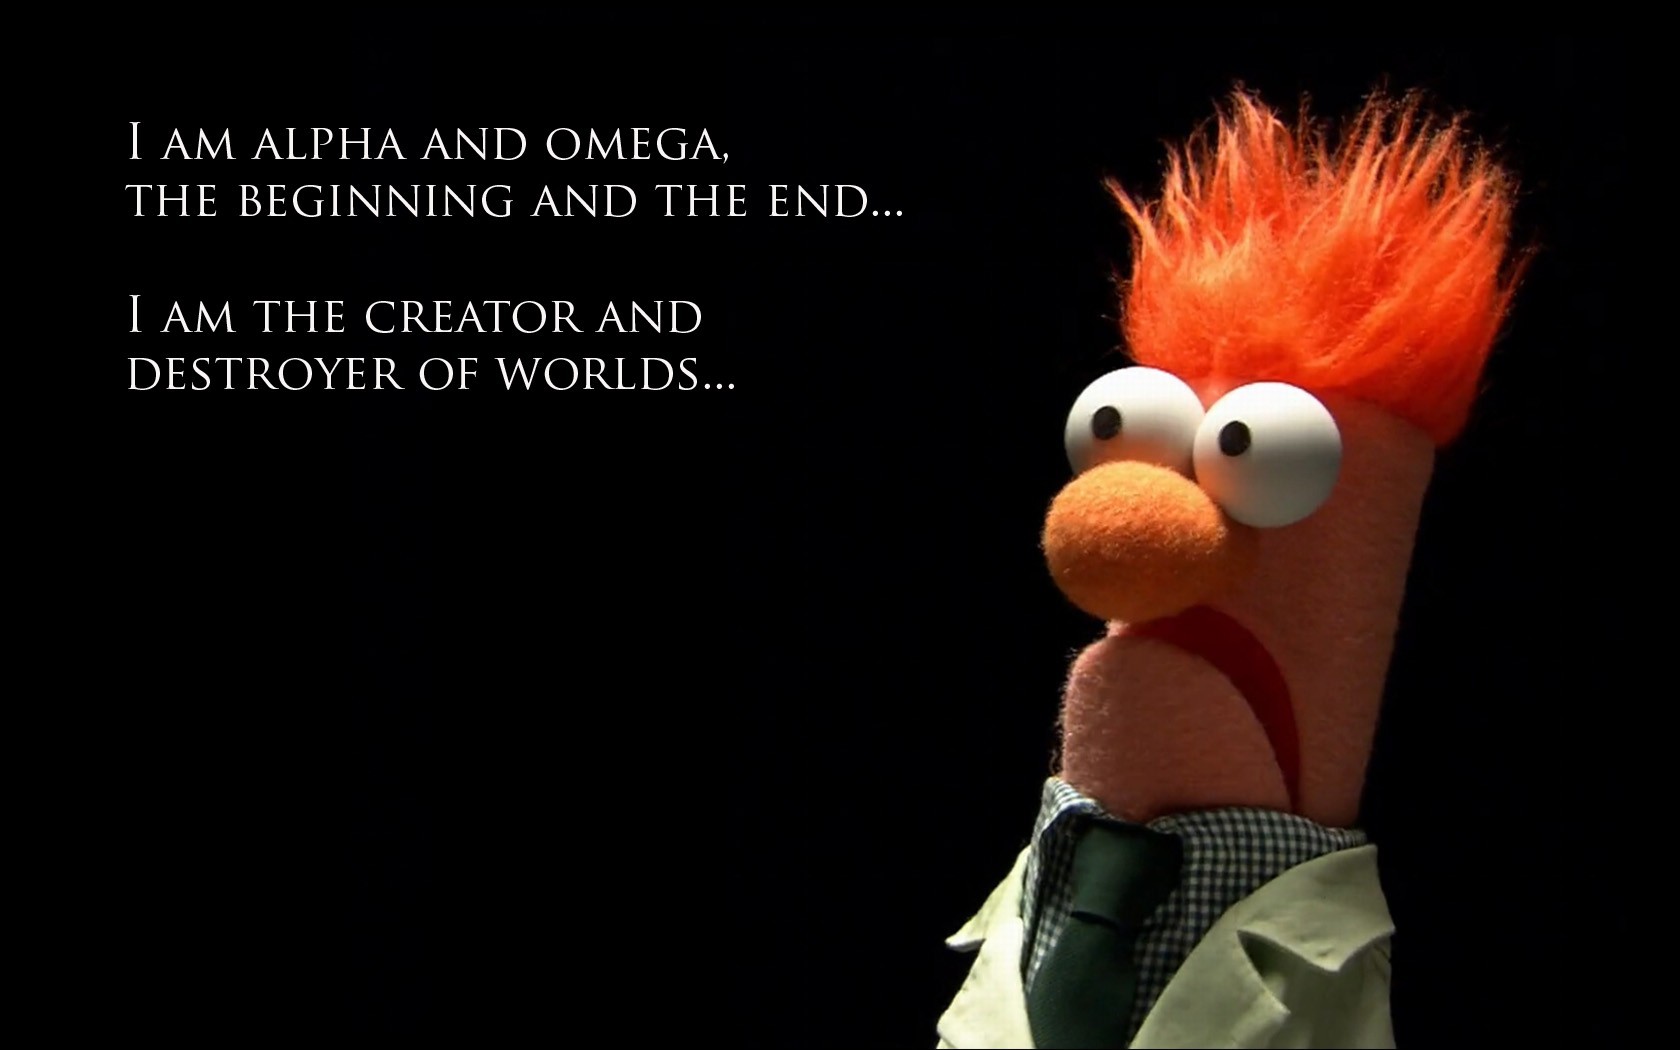 I AM ALPHA AND OMEGA,
THE BEGINNING AND THE END...
I AM THE CREATOR AND
DESTROYER OF WORLDS...